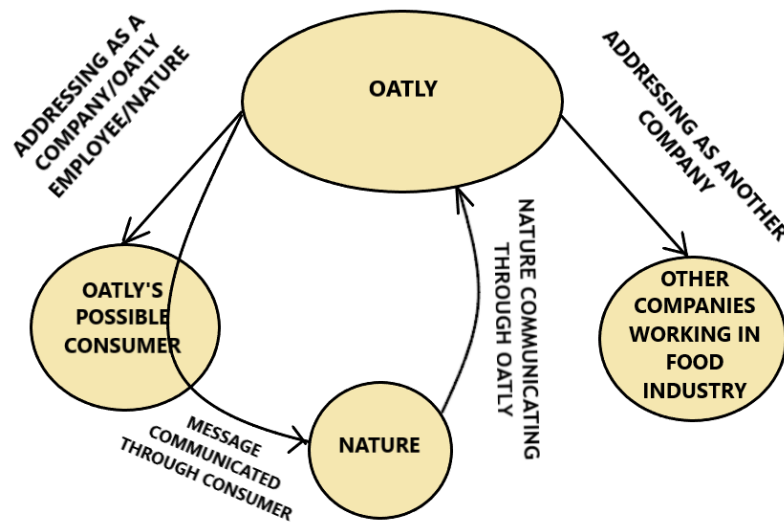 ADDRESSING AS A
COMPANY/OATLY
EMPLOYEE/NATURE
OATLY
ADDRESSING AS ANOTHER
COMPANY
OATLY'S
POSSIBLE
CONSUMER
NATURE COMMUNICATING
THROUGH OATLY
OTHER
COMPANIES
WORKING IN
FOOD
INDUSTRY
MESSAGE
COMMUNICATED
THROUGH CONSUMER
NATURE